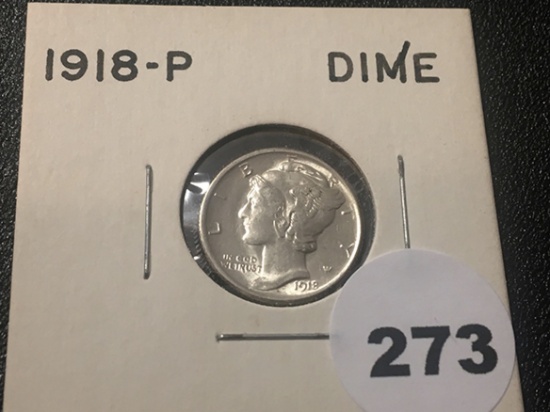 1918-P DIME
LIBERTY
IN GOD
WE TRUST
1918
273